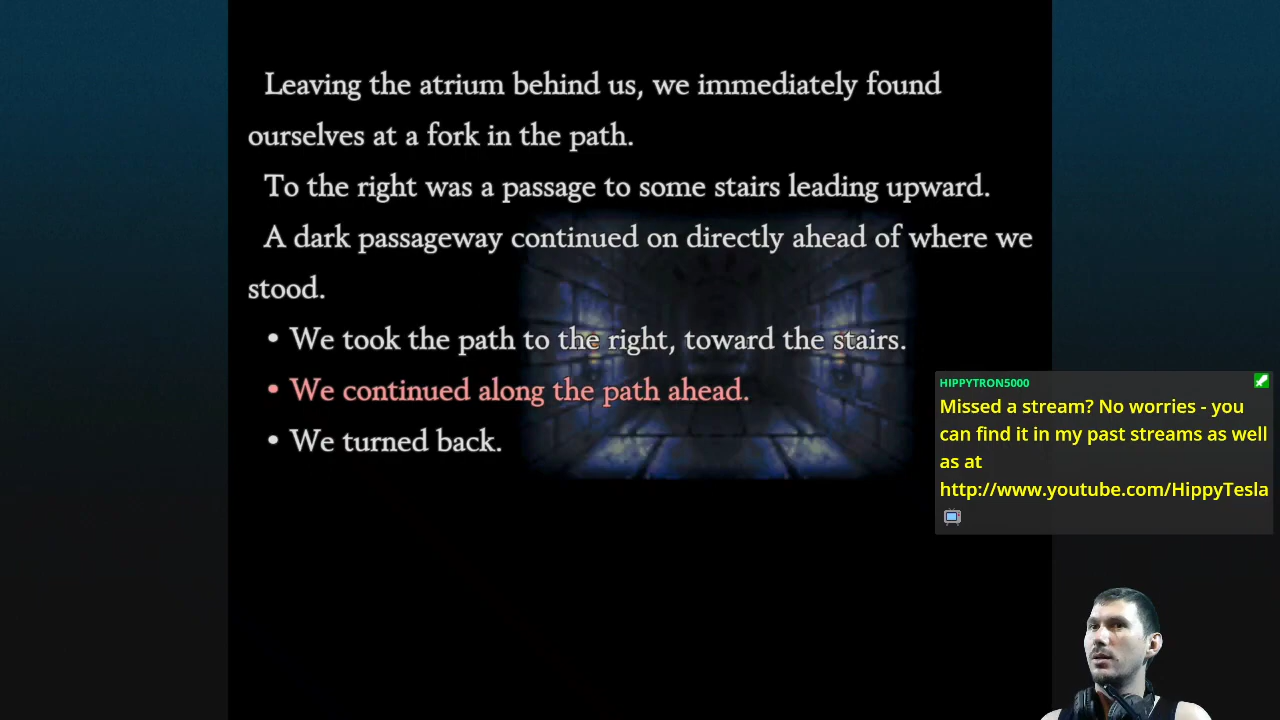 Leaving the atrium behind us, we immediately found
ourselves at a fork in the path.
To the right was a passage to some stairs leading upward.
A dark passageway continued on directly ahead of where we
stood.
• We took the path to the right, toward the stairs.
• We continued along the path ahead.
• We turned back.
HIPPYTRON5000
Missed a stream? No worries - you
can find it in my past streams as well
as at
http://www.youtube.com/HippyTesla